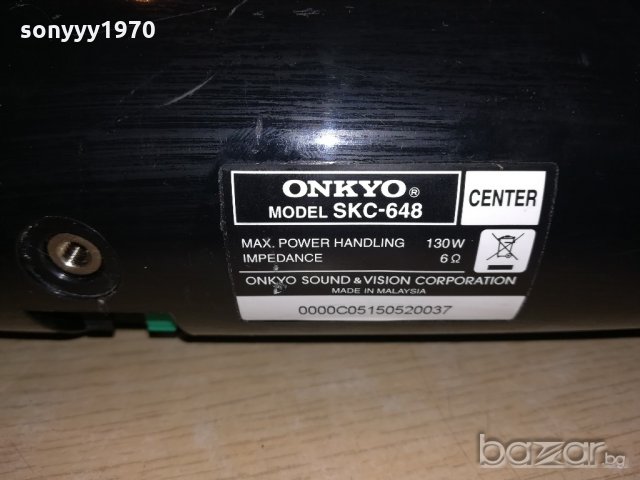 sonyyy1970
ONKYO®
MODEL SKC-648
CENTER
MAX. POWER HANDLING 130W
IMPEDANCE 6Ω
ONKYO SOUND & VISION CORPORATION
MADE IN MALAYSIA
0000C05150520037
bazar.bg